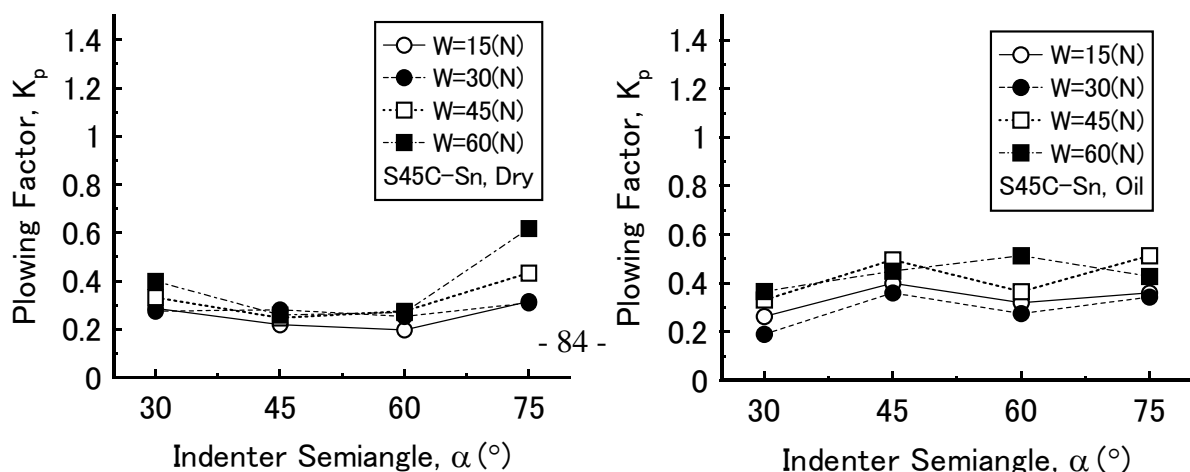 Plowing Factor, Kp
1.4
1.2
1
0.8
0.6
0.4
0.2
0
W=15(N)
W=30(N)
W=45(N)
W=60(N)
S45C-Sn, Dry
30 45 60 75
Indenter Semiangle, α(°)
- 84 -
Plowing Factor, Kp
1.4
1.2
1
0.8
0.6
0.4
0.2
0
W=15(N)
W=30(N)
W=45(N)
W=60(N)
S45C-Sn, Oil
30 45 60 75
Indenter Semiangle, α(°)